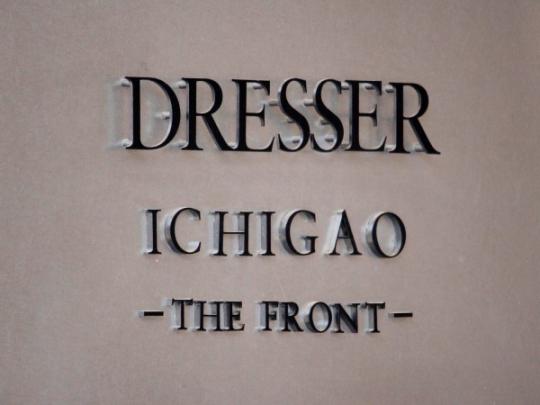 DRESSER
ICHIGAO
-THE FRONT-